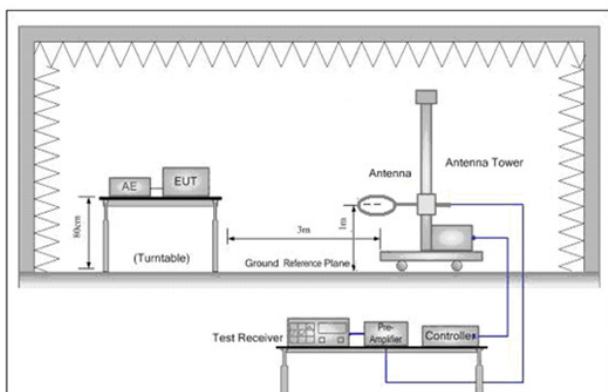 Antenna
Antenna Tower
AE
EUT
80cm
1m
3m
(Turntable)
Ground Reference Plane
Test Receiver
Pre-
Amplifier
Controller